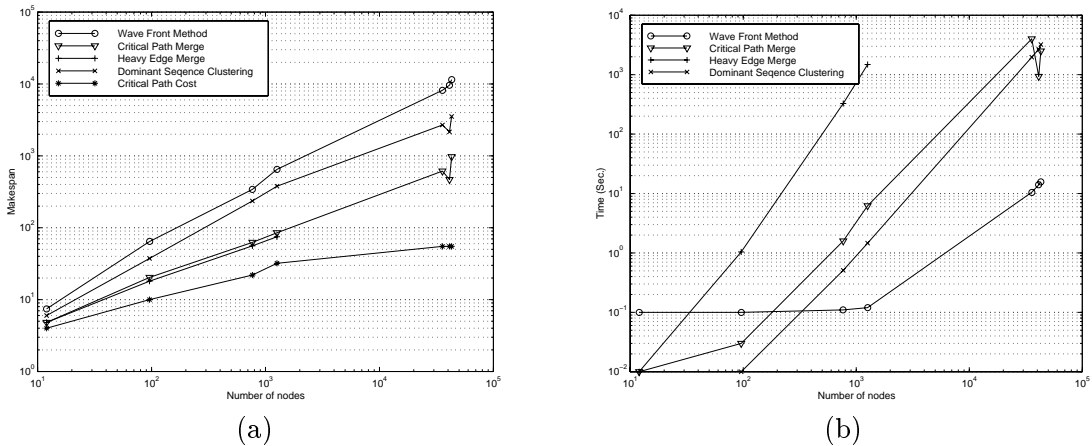 Wave Front Method
Critical Path Merge
Heavy Edge Merge
Dominant Seqence Clustering
Critical Path Cost
Makespan
10^5
10^4
10^3
10^2
10^1
10^0
10^1
10^2
10^3
10^4
10^5
Number of nodes
(a)
Wave Front Method
Critical Path Merge
Heavy Edge Merge
Dominant Seqence Clustering
Time (Sec.)
10^4
10^3
10^2
10^1
10^0
10^−1
10^−2
10^1
10^2
10^3
10^4
10^5
Number of nodes
(b)